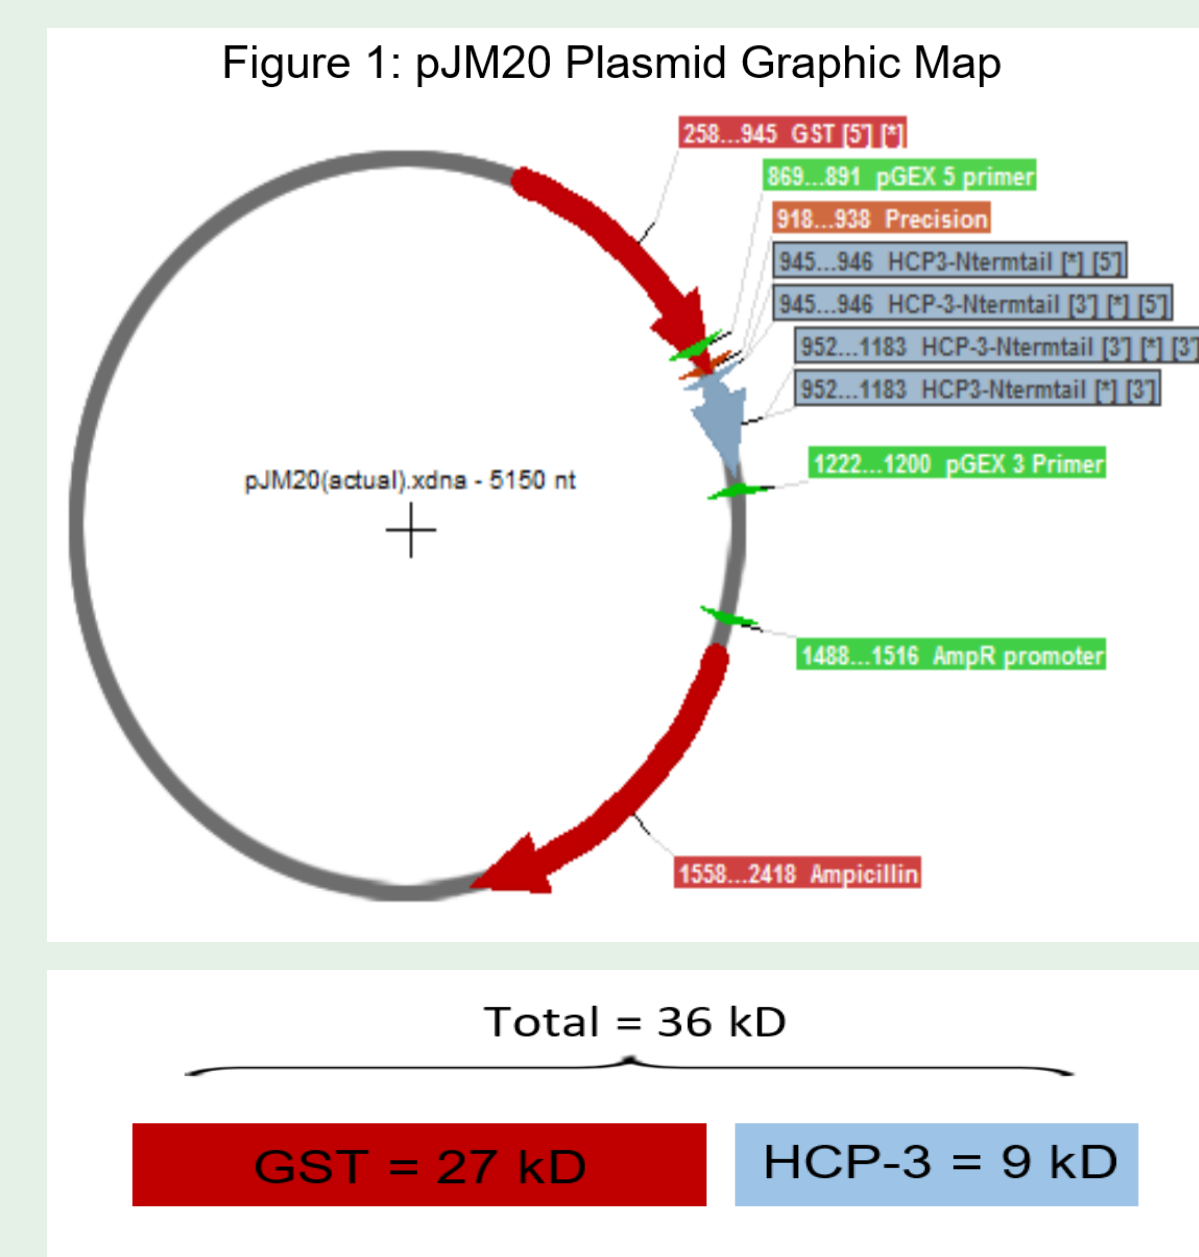 Figure 1: pJM20 Plasmid Graphic Map
258...945 GST [5'] [*]
869...891 pGEX 5 primer
918...938 Precision
945...946 HCP3-Ntermtail [*] [5']
945...946 HCP-3-Ntermtail [3'] [*] [5']
952...1183 HCP-3-Ntermtail [3'] [*] [3']
952...1183 HCP3-Ntermtail [*] [3']
1222...1200 pGEX 3 Primer
pJM20(actual).xdna - 5150 nt
1488...1516 AmpR promoter
1558...2418 Ampicillin
Total = 36 kD
GST = 27 kD
HCP-3 = 9 kD